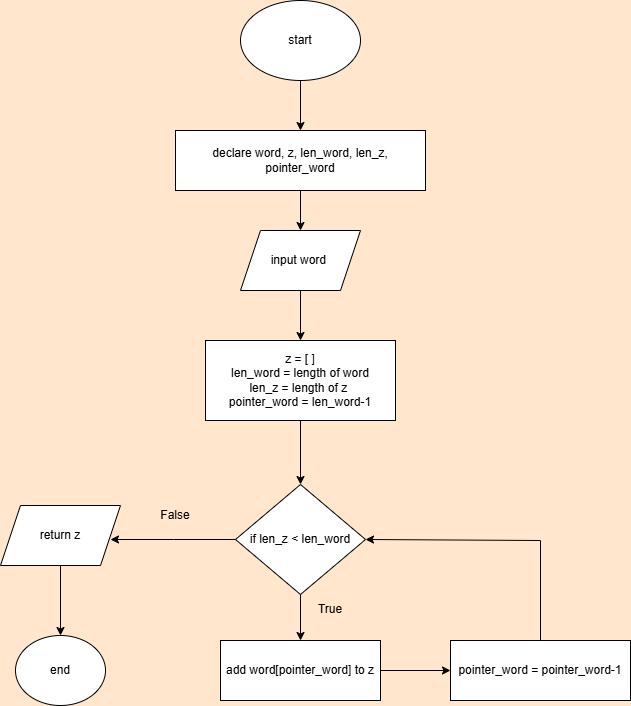 start
declare word, z, len_word, len_z,
pointer_word
input word
z = [ ]
len_word = length of word
len_z = length of z
pointer_word = len_word-1
False
return z
if len_z < len_word
True
end
add word[pointer_word] to z
pointer_word = pointer_word-1